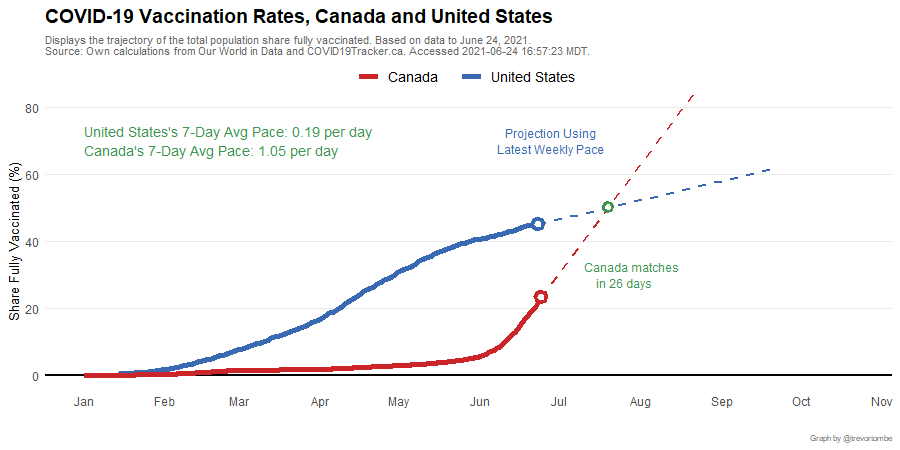 COVID-19 Vaccination Rates, Canada and United States
Displays the trajectory of the total population share fully vaccinated. Based on data to June 24, 2021.
Source: Own calculations from Our World in Data and COVID19Tracker.ca. Accessed 2021-06-24 16:57:23 MDT.
Canada United States
80
United States's 7-Day Avg Pace: 0.19 per day
Canada's 7-Day Avg Pace: 1.05 per day
Projection Using
Latest Weekly Pace
60
Share Fully Vaccinated (%)
40
Canada matches
in 26 days
20
0
Jan Feb Mar Apr May Jun Jul Aug Sep Oct Nov
Graph by @trevortombe